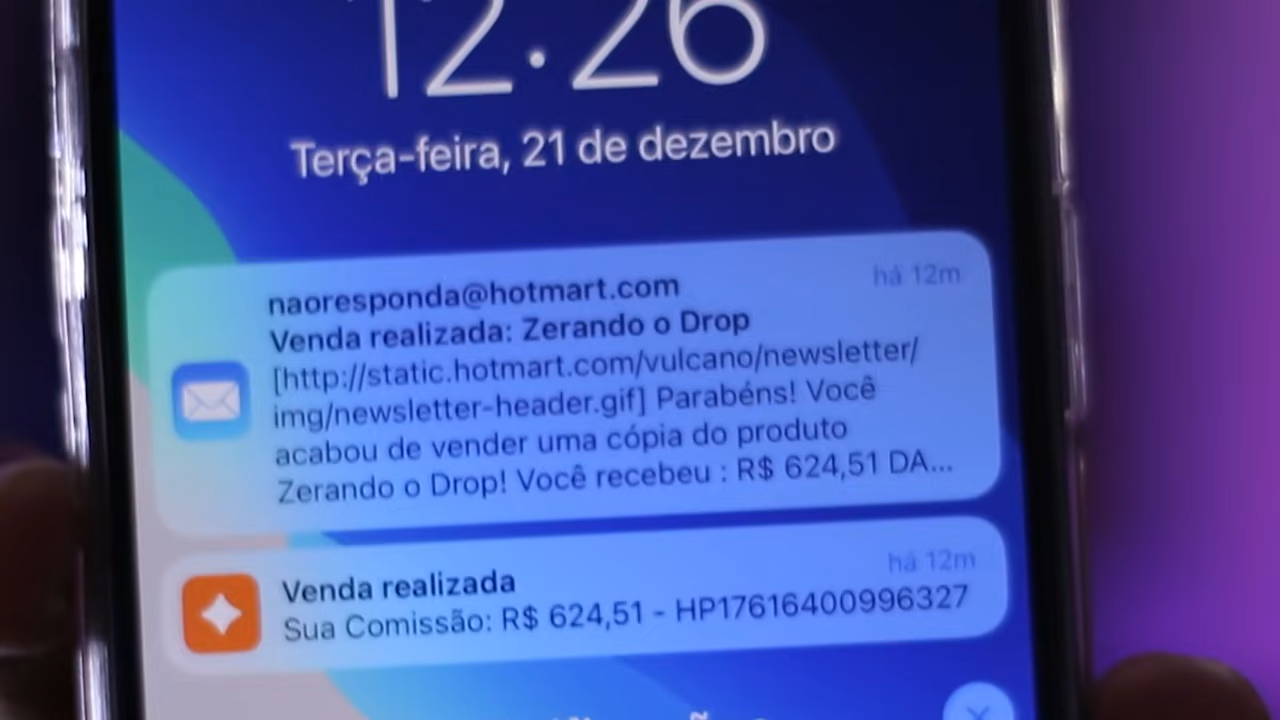 12:26
Terça-feira, 21 de dezembro
naoresponda@hotmart.com há 12m
Venda realizada: Zerando o Drop
[http://static.hotmart.com/vulcano/newsletter/
img/newsletter-header.gif] Parabéns! Você
acabou de vender uma cópia do produto
Zerando o Drop! Você recebeu : R$ 624,51 DA...
Venda realizada há 12m
Sua Comissão: R$ 624,51 - HP17616400996327